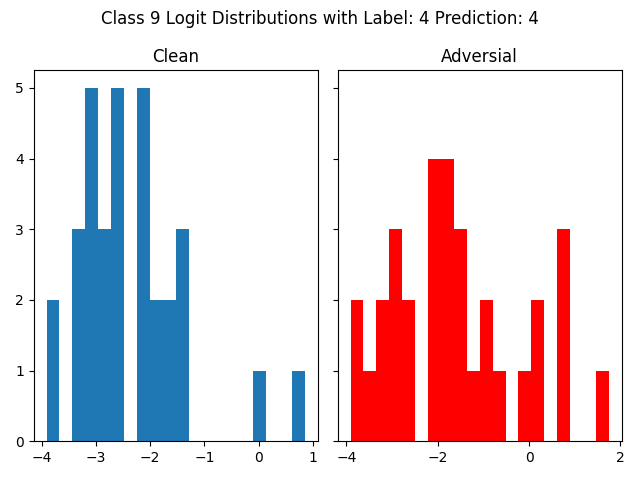 Class 9 Logit Distributions with Label: 4 Prediction: 4
Clean
Adversial
5
4
3
2
1
0
−4 −3 −2 −1 0 1
−4 −2 0 2